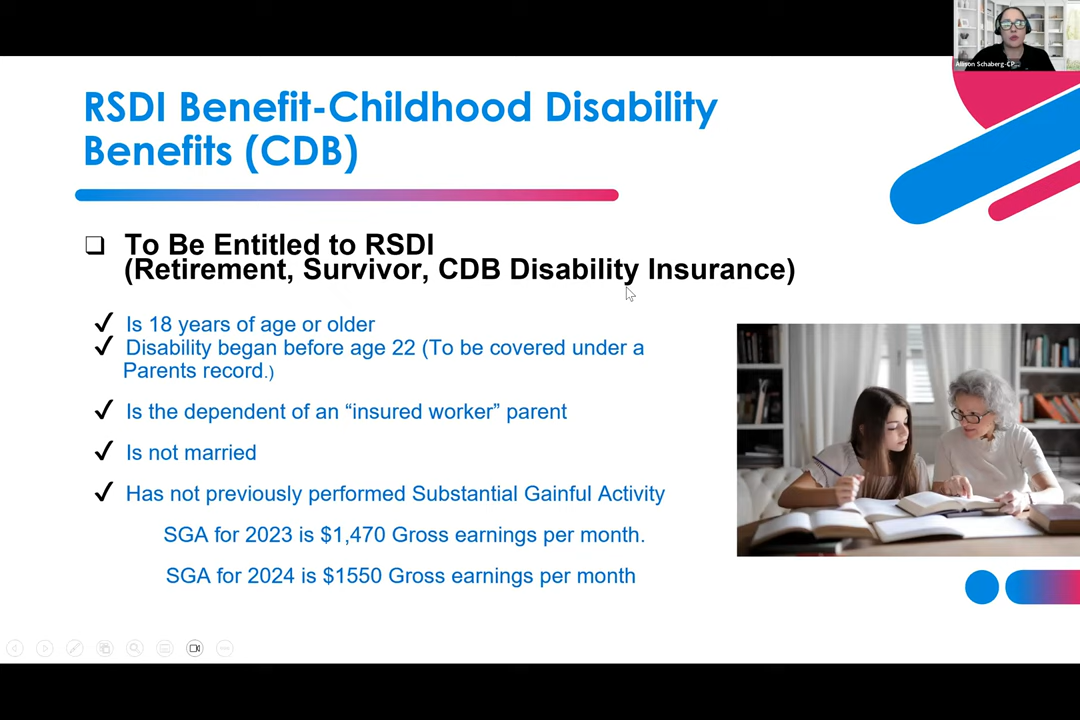 Allison Schaberg-CP...
RSDI Benefit-Childhood Disability
Benefits (CDB)
To Be Entitled to RSDI
(Retirement, Survivor, CDB Disability Insurance)
Is 18 years of age or older
Disability began before age 22 (To be covered under a
Parents record.)
Is the dependent of an “insured worker” parent
Is not married
Has not previously performed Substantial Gainful Activity
SGA for 2023 is $1,470 Gross earnings per month.
SGA for 2024 is $1550 Gross earnings per month